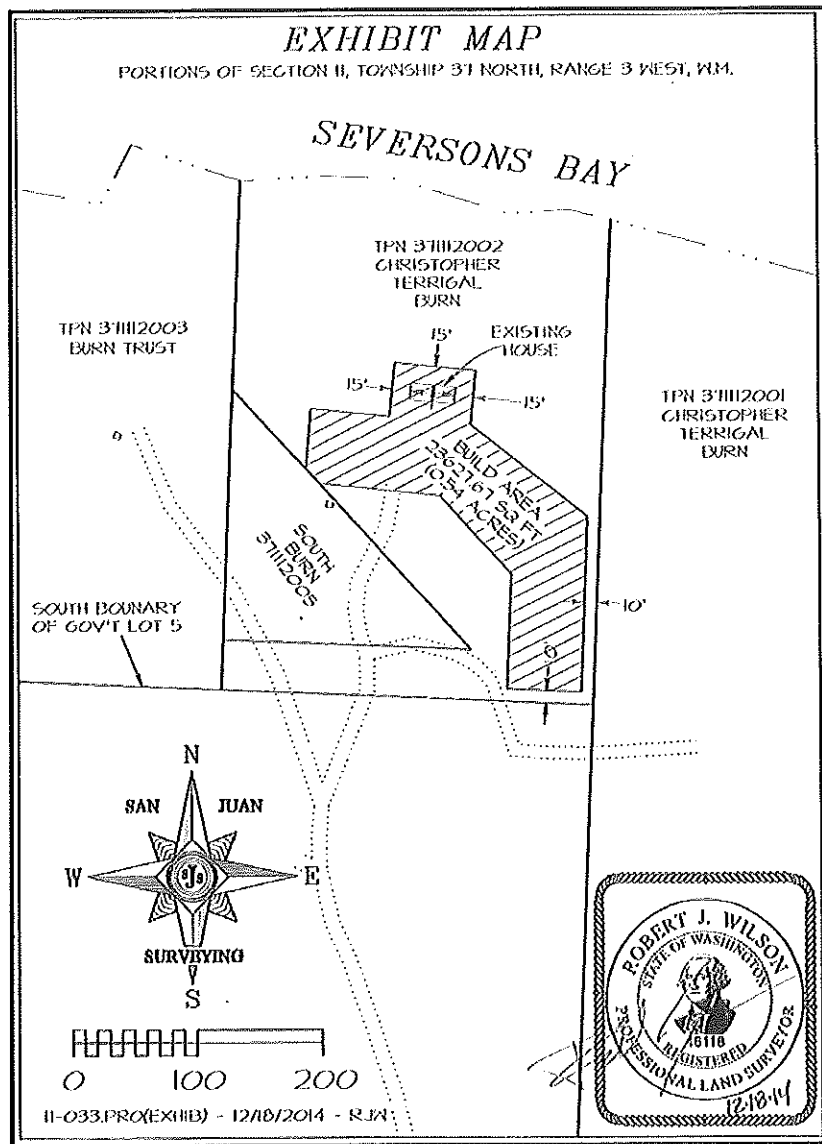 EXHIBIT MAP
PORTIONS OF SECTION 11, TOWNSHIP 37 NORTH, RANGE 3 WEST, W.M.
SEVERSONS BAY
TPN 371112002
CHRISTOPHER
TERRIGAL
BURN
TPN 371112003
BURN TRUST
15'
EXISTING
HOUSE
15'
15'
TPN 371112001
CHRISTOPHER
TERRIGAL
BURN
BUILD AREA
23627.67 SQ FT
(0.54 ACRES)
SOUTH
BURN
371112005
SOUTH BOUNARY
OF GOV'T LOT 5
10'
N
SAN JUAN
W E
SJS
SURVEYING
S
0 100 200
11-033.PRO(EXHIB) - 12/18/2014 - RJW
ROBERT J. WILSON
STATE OF WASHINGTON
16118
REGISTERED
PROFESSIONAL LAND SURVEYOR
12-18-14